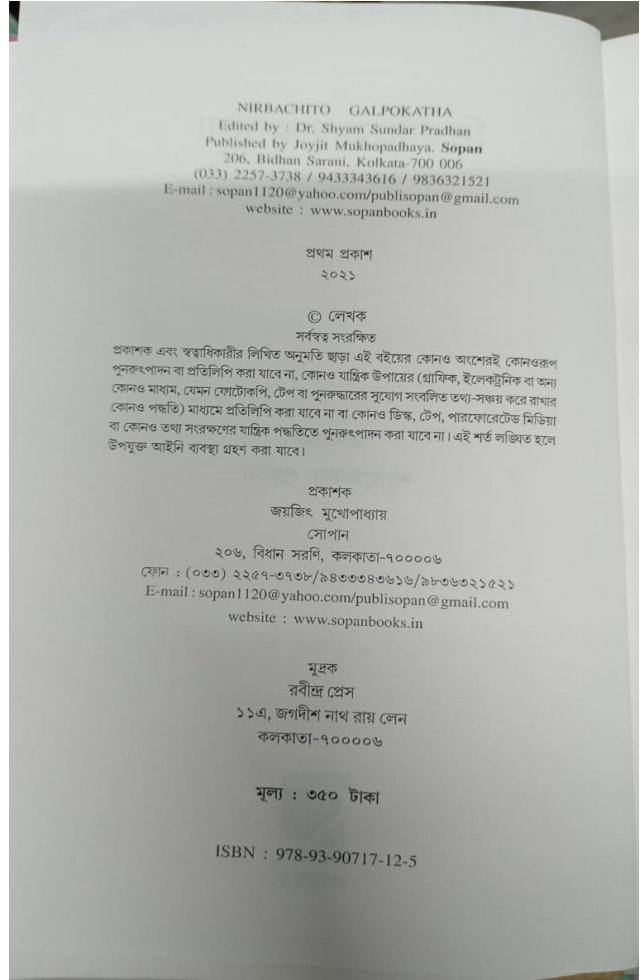 NIRBACHITO GALPOKATHA
Edited by : Dr. Shyam Sundar Pradhan
Published by Joyjit Mukhopadhaya. Sopan
206, Bidhan Sarani, Kolkata-700 006
(033) 2257-3738 / 9433343616 / 9836321521
E-mail : sopan1120@yahoo.com/publisopan@gmail.com
website : www.sopanbooks.in
প্রথম প্রকাশ
২০২১
© লেখক
সর্বস্বত্ব সংরক্ষিত
প্রকাশক এবং স্বত্বাধিকারীর লিখিত অনুমতি ছাড়া এই বইয়ের কোনও অংশেরই কোনওরূপ
পুনরুৎপাদন বা প্রতিলিপি করা যাবে না, কোনও যান্ত্রিক উপায়ের (গ্রাফিক, ইলেকট্রনিক বা অন্য
কোনও মাধ্যম, যেমন ফোটোকপি, টেপ বা পুনরুদ্ধারের সুযোগ সংবলিত তথ্য-সঞ্চয় করে রাখার
কোনও পদ্ধতি) মাধ্যমে প্রতিলিপি করা যাবে না বা কোনও ডিস্ক, টেপ, পারফোরেটেড মিডিয়া
বা কোনও তথ্য সংরক্ষণের যান্ত্রিক পদ্ধতিতে পুনরুৎপাদন করা যাবে না। এই শর্ত লঙ্ঘিত হলে
উপযুক্ত আইনি ব্যবস্থা গ্রহণ করা যাবে।
প্রকাশক
জয়জিৎ মুখোপাধ্যায়
সোপান
২০৬, বিধান সরণি, কলকাতা-৭০০০০৬
ফোন : (০৩৩) ২২৫৭-৩৭৩৮/৯৪৩৩৩৪৩৬১৬/৯৮৩৬৩২১৫২১
E-mail : sopan1120@yahoo.com/publisopan@gmail.com
website : www.sopanbooks.in
মুদ্রক
রবীন্দ্র প্রেস
১১এ, জগদীশ নাথ রায় লেন
কলকাতা-৭০০০০৬
মূল্য : ৩৫০ টাকা
ISBN : 978-93-90717-12-5